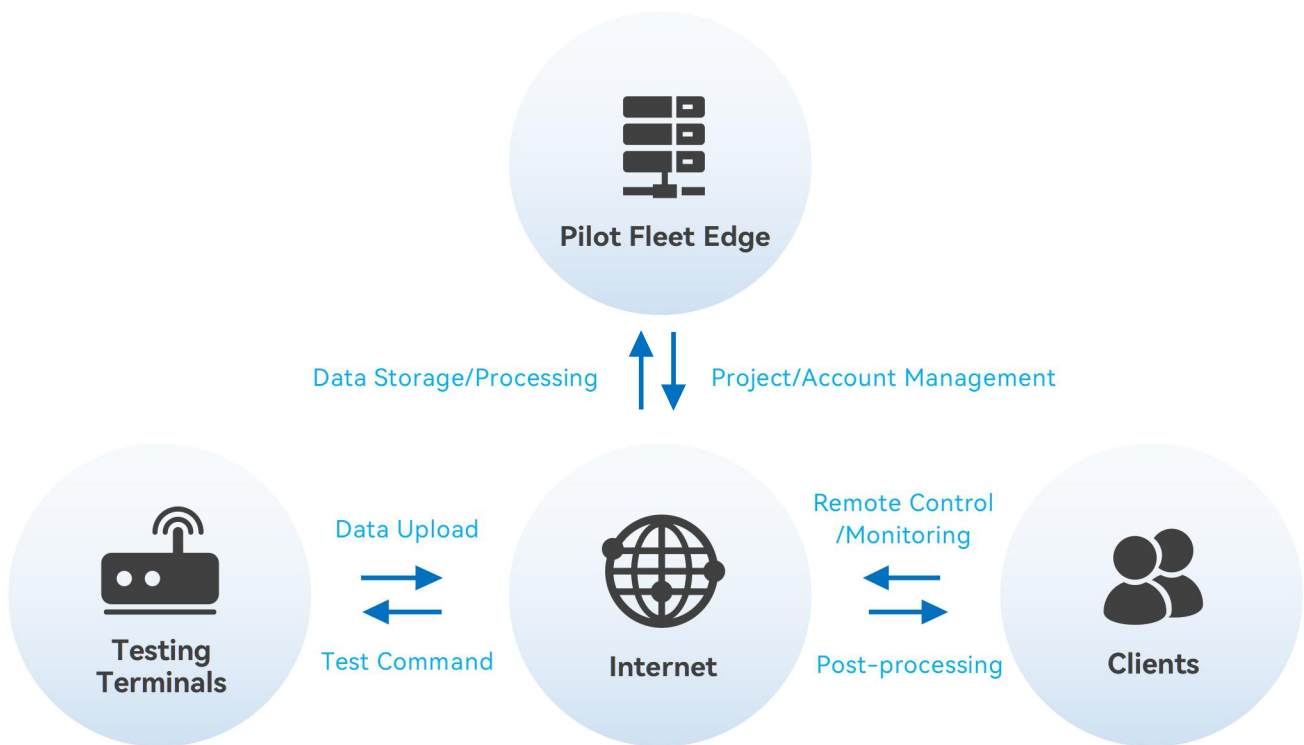 Pilot Fleet Edge
Data Storage/Processing
Project/Account Management
Data Upload
Test Command
Remote Control
/Monitoring
Post-processing
Testing
Terminals
Internet
Clients